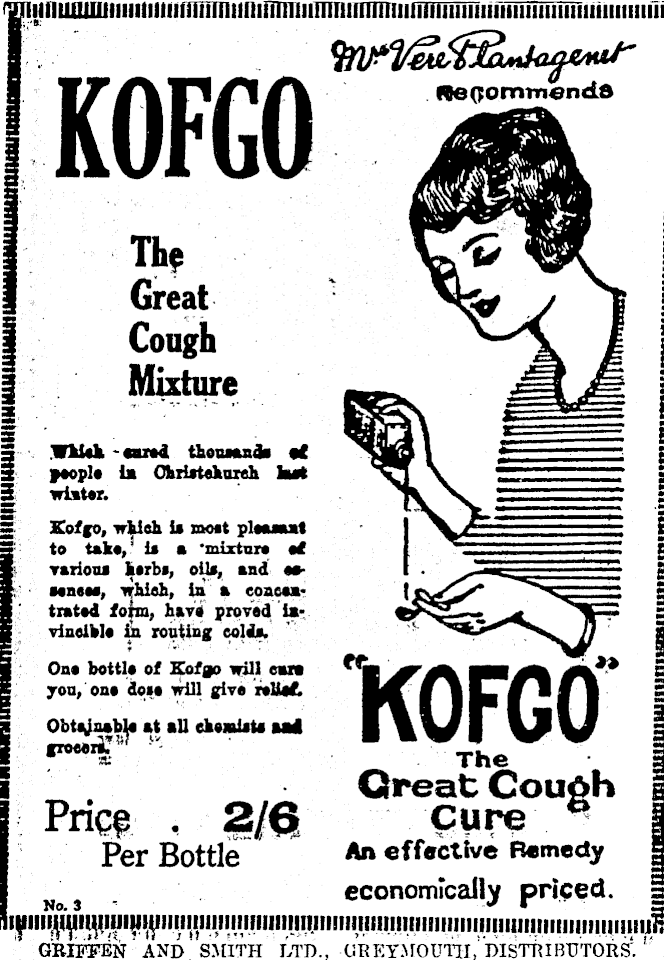 KOFGO
The
Great
Cough
Mixture
Which cured thousands of
people in Christchurch last
winter.
Kofgo, which is most pleasant
to take, is a mixture of
various herbs, oils, and es-
sences, which, in a concen-
trated form, have proved in-
vincible in routing colds.
One bottle of Kofgo will cure
you, one dose will give relief.
Obtainable at all chemists and
grocers.
Price . 2/6
Per Bottle
No. 3
Mrs Vere Plantagenet
Recommends
"KOFGO"
The
Great Cough
Cure
An effective Remedy
economically priced.
GRIFFEN AND SMITH LTD., GREYMOUTH, DISTRIBUTORS.